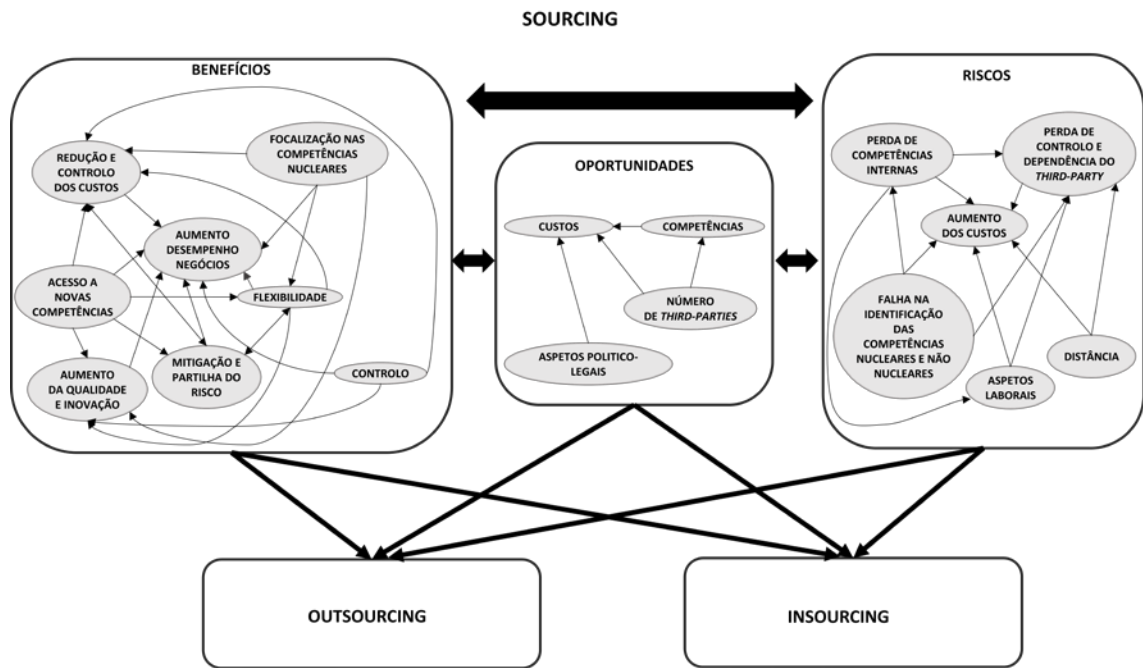 SOURCING
BENEFÍCIOS
REDUÇÃO E
CONTROLO
DOS CUSTOS
FOCALIZAÇÃO NAS
COMPETÊNCIAS
NUCLEARES
AUMENTO
DESEMPENHO
NEGÓCIOS
ACESSO A
NOVAS
COMPETÊNCIAS
FLEXIBILIDADE
AUMENTO
DA QUALIDADE
E INOVAÇÃO
MITIGAÇÃO E
PARTILHA DO
RISCO
CONTROLO
OPORTUNIDADES
CUSTOS
COMPETÊNCIAS
NÚMERO
DE THIRD-PARTIES
ASPETOS POLITICO-
LEGAIS
RISCOS
PERDA DE
COMPETÊNCIAS
INTERNAS
PERDA DE
CONTROLO E
DEPENDÊNCIA DO
THIRD-PARTY
AUMENTO
DOS CUSTOS
FALHA NA
IDENTIFICAÇÃO
DAS
COMPETÊNCIAS
NUCLEARES E NÃO
NUCLEARES
DISTÂNCIA
ASPETOS
LABORAIS
OUTSOURCING
INSOURCING